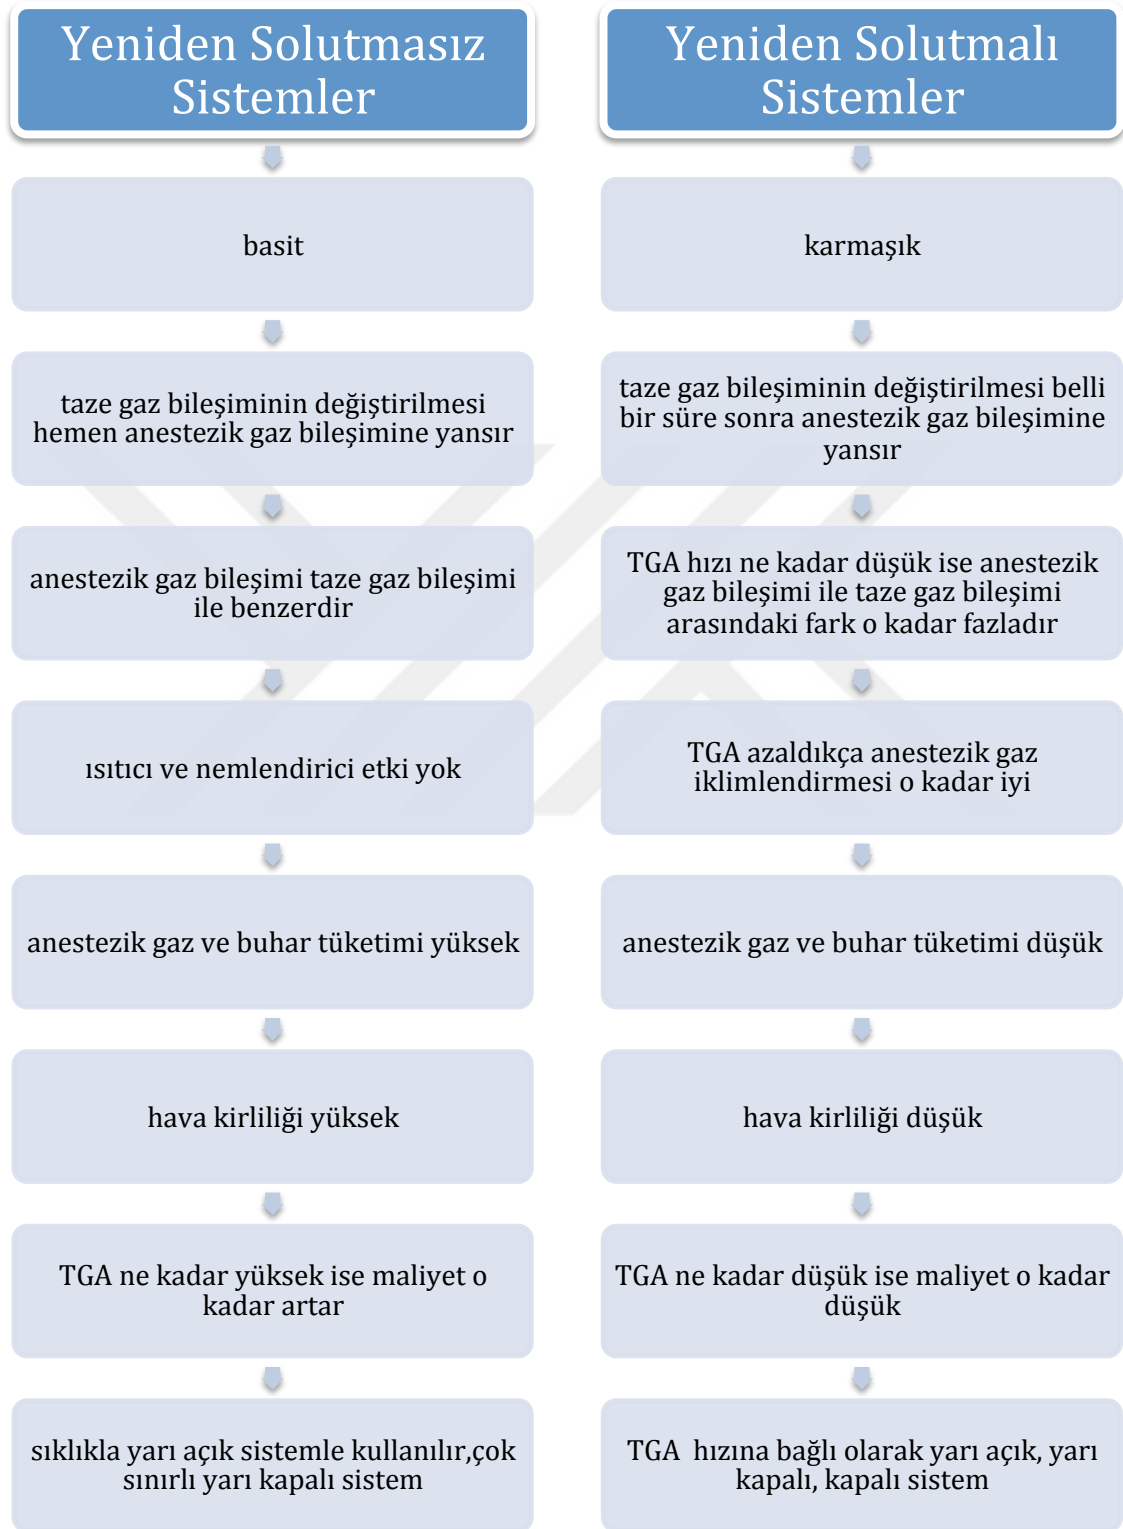 Yeniden Solutmasız
Sistemler
basit
taze gaz bileşiminin değiştirilmesi
hemen anestezik gaz bileşimine yansır
anestezik gaz bileşimi taze gaz bileşimi
ile benzerdir
ısıtıcı ve nemlendirici etki yok
anestezik gaz ve buhar tüketimi yüksek
hava kirliliği yüksek
TGA ne kadar yüksek ise maliyet o
kadar artar
sıklıkla yarı açık sistemle kullanılır,çok
sınırlı yarı kapalı sistem
Yeniden Solutmalı
Sistemler
karmaşık
taze gaz bileşiminin değiştirilmesi belli
bir süre sonra anestezik gaz bileşimine
yansır
TGA hızı ne kadar düşük ise anestezik
gaz bileşimi ile taze gaz bileşimi
arasındaki fark o kadar fazladır
TGA azaldıkça anestezik gaz
iklimlendirmesi o kadar iyi
anestezik gaz ve buhar tüketimi düşük
hava kirliliği düşük
TGA ne kadar düşük ise maliyet o kadar
düşük
TGA  hızına bağlı olarak yarı açık, yarı
kapalı, kapalı sistem